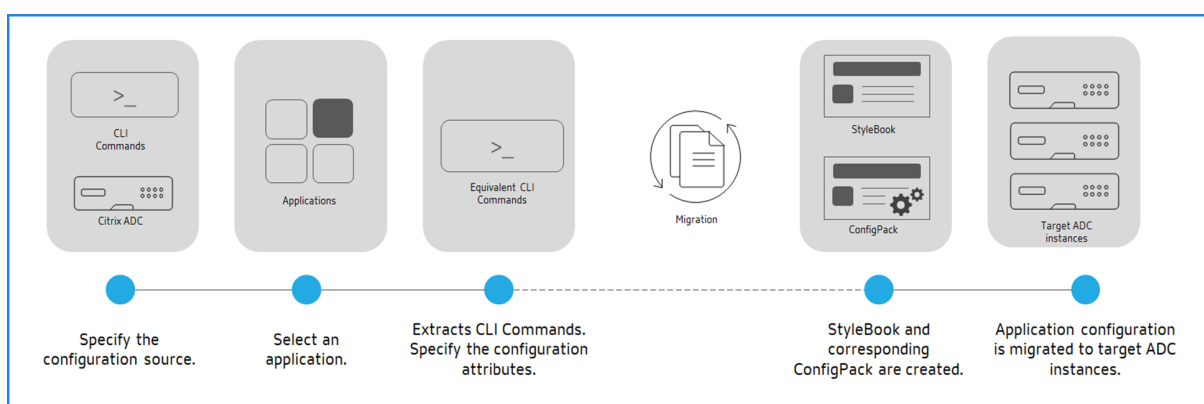 >_
CLI
Commands
Citrix ADC
Applications
>_
Equivalent CLI
Commands
Migration
StyleBook
ConfigPack
Target ADC
instances
Specify the
configuration source.
Select an
application.
Extracts CLI Commands.
Specify the configuration
attributes.
StyleBook and
corresponding
ConfigPack are created.
Application configuration
is migrated to target ADC
instances.